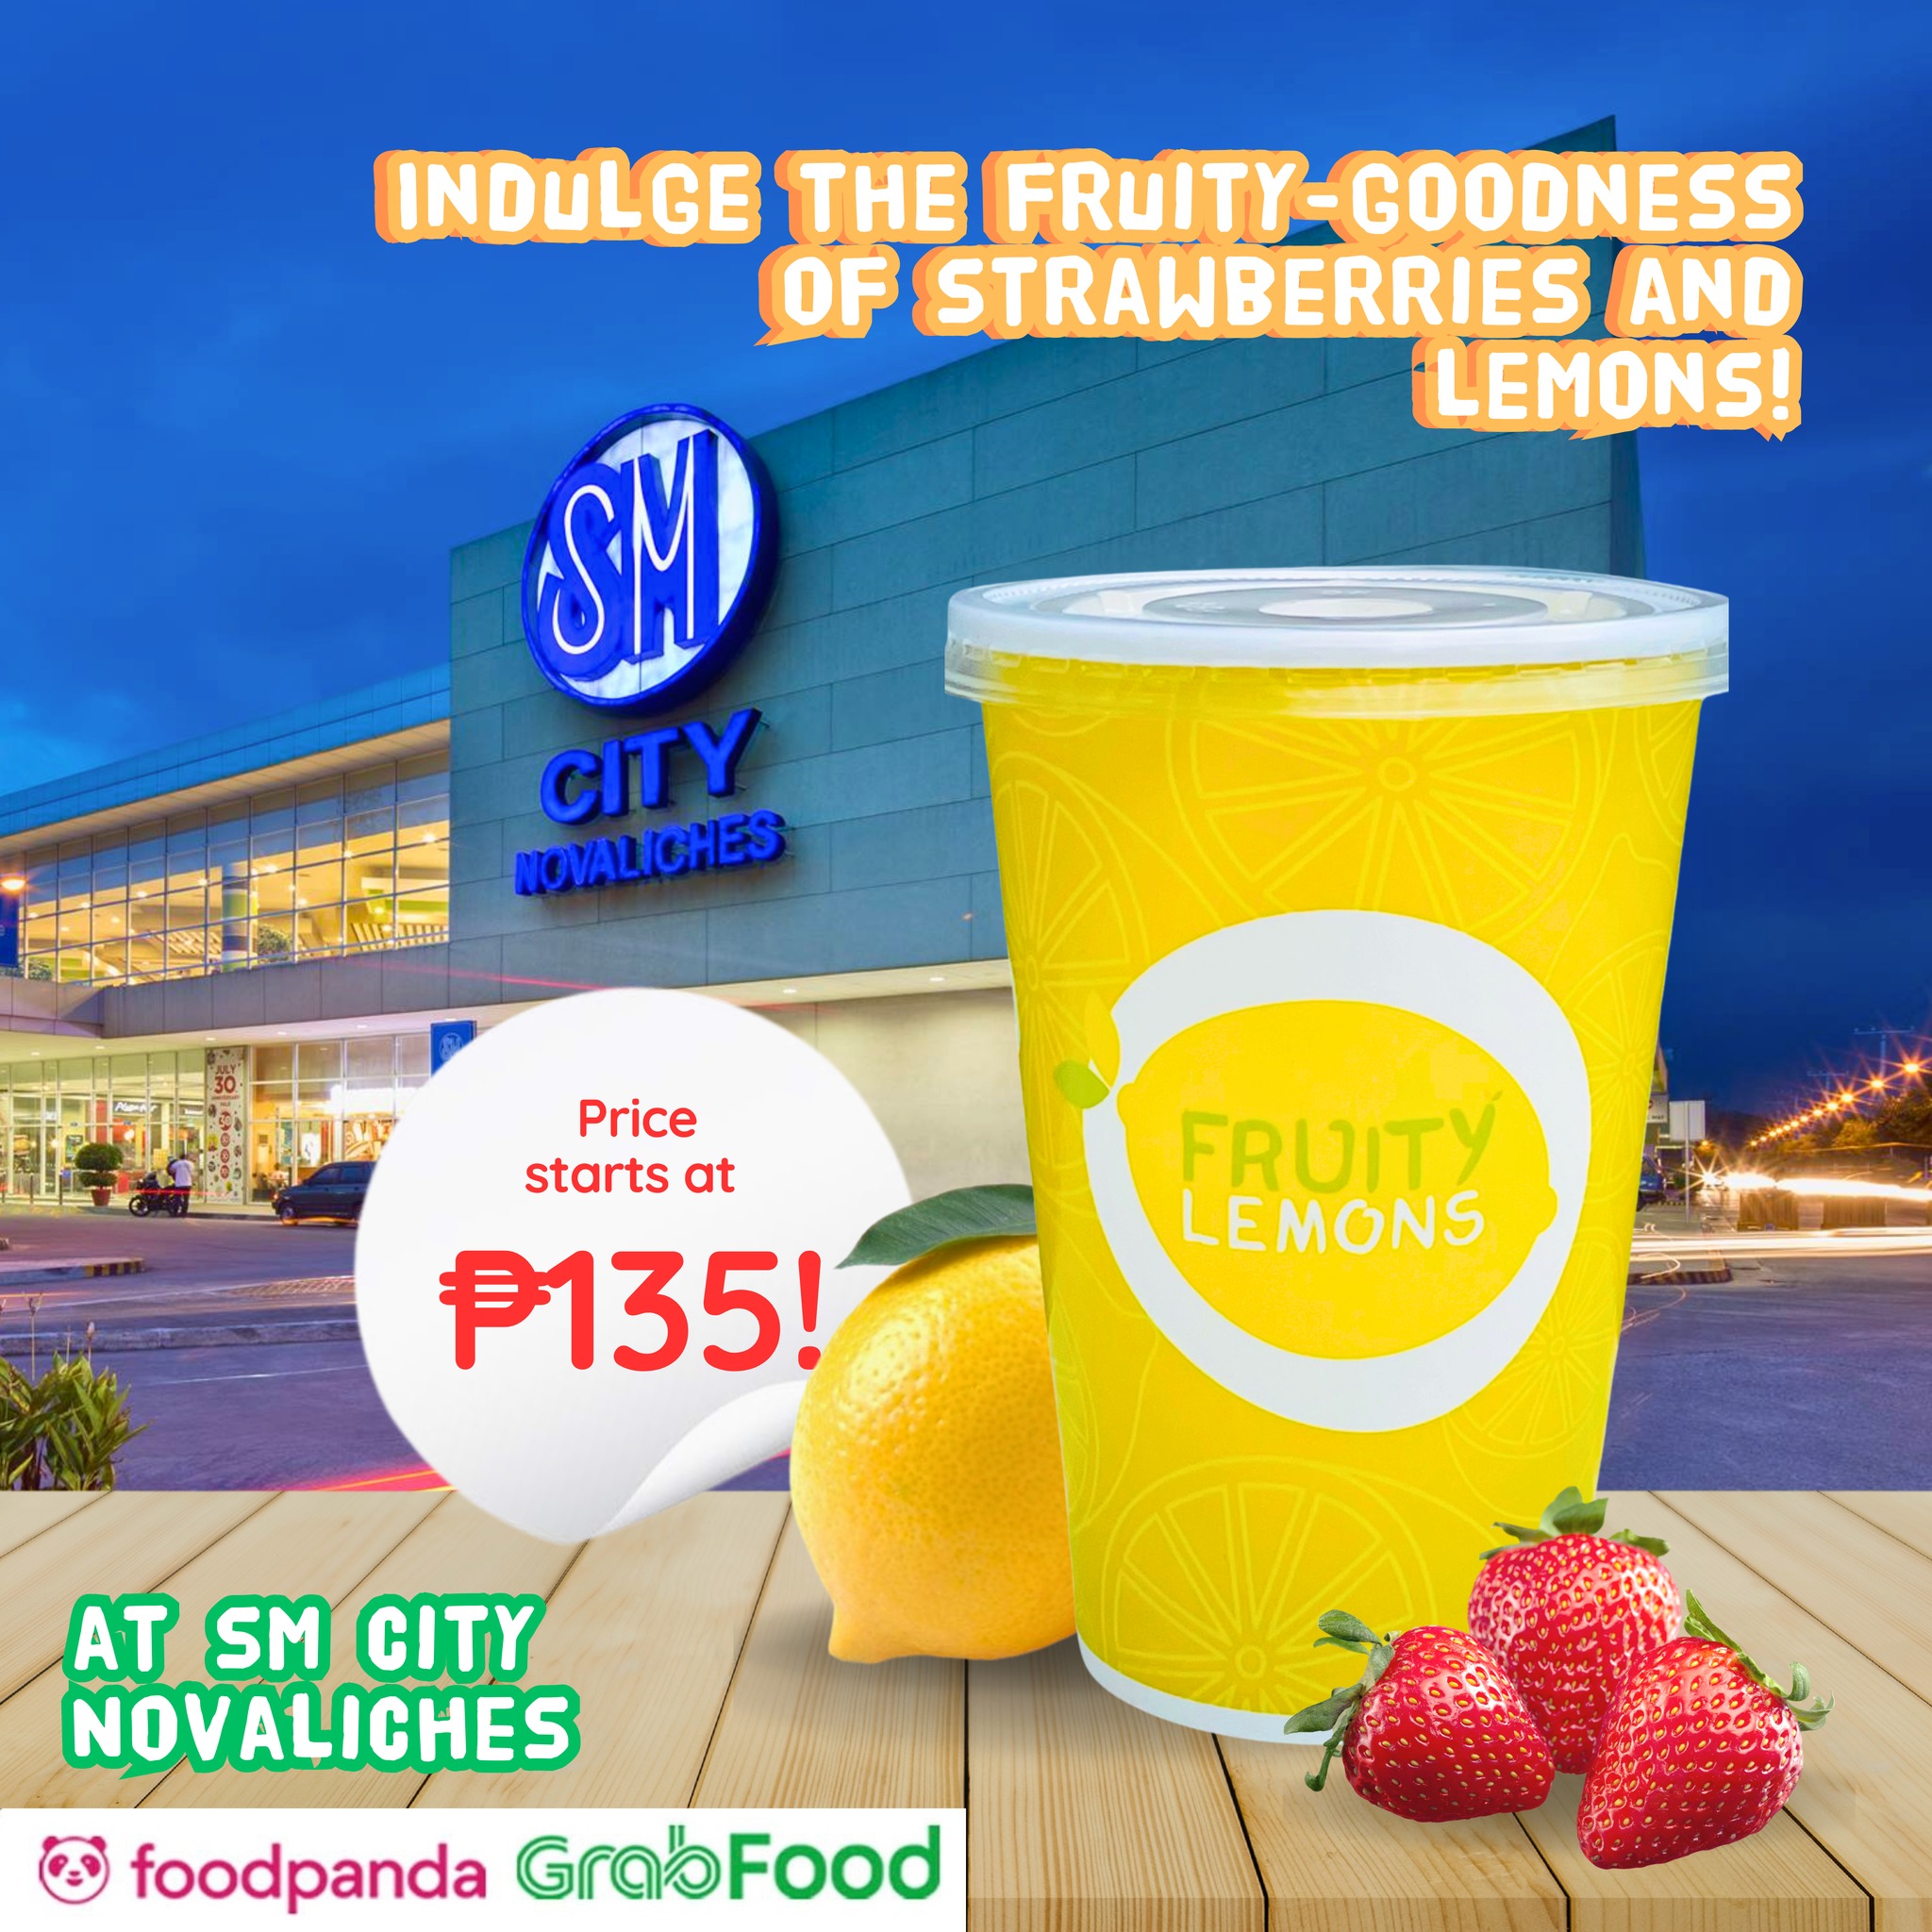 INDULGE THE FRUITY-GOODNESS
OF STRAWBERRIES AND
LEMONS!
SM
CITY
NOVALICHES
JULY
30
Price
starts at
₱135!
FRUITY
LEMONS
AT SM CITY
NOVALICHES
foodpanda
GrabFood